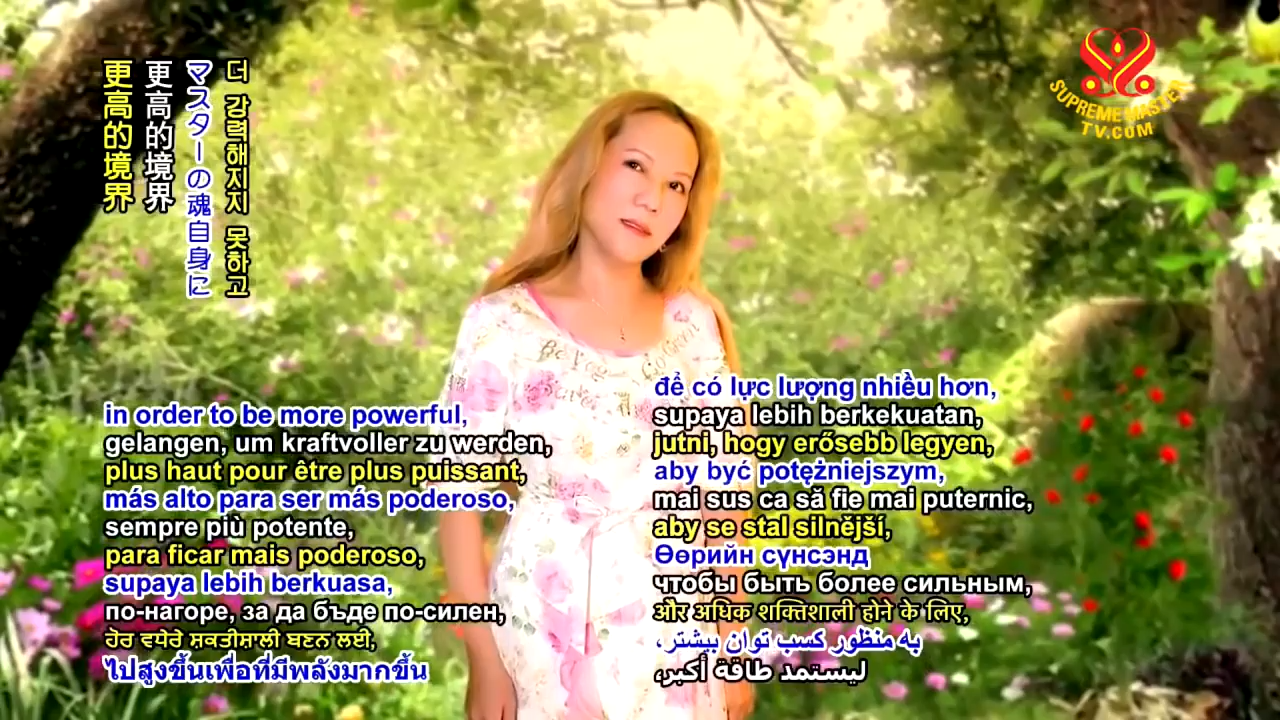 더 강력해지지 못하고
マスターの魂自身に
更高的境界
更高的境界
SUPREME MASTER
TV.COM
in order to be more powerful,
gelangen, um kraftvoller zu werden,
plus haut pour être plus puissant,
más alto para ser más poderoso,
sempre più potente,
para ficar mais poderoso,
supaya lebih berkuasa,
по-нагоре, за да бъде по-силен,
ਹੋਰ ਵਧੇਰੇ ਸ਼ਕਤੀਸ਼ਾਲੀ ਬਣਨ ਲਈ,
ไปสูงขึ้นเพื่อที่มีพลังมากขึ้น
để có lực lượng nhiều hơn,
supaya lebih berkekuatan,
jutni, hogy erősebb legyen,
aby być potężniejszym,
mai sus ca să fie mai puternic,
aby se stal silnější,
Өөрийн сүнсэнд
чтобы быть более сильным,
और अधिक शक्तिशाली होने के लिए,
به منظور کسب توان بیشتر،
ليستمد طاقة أكبر،